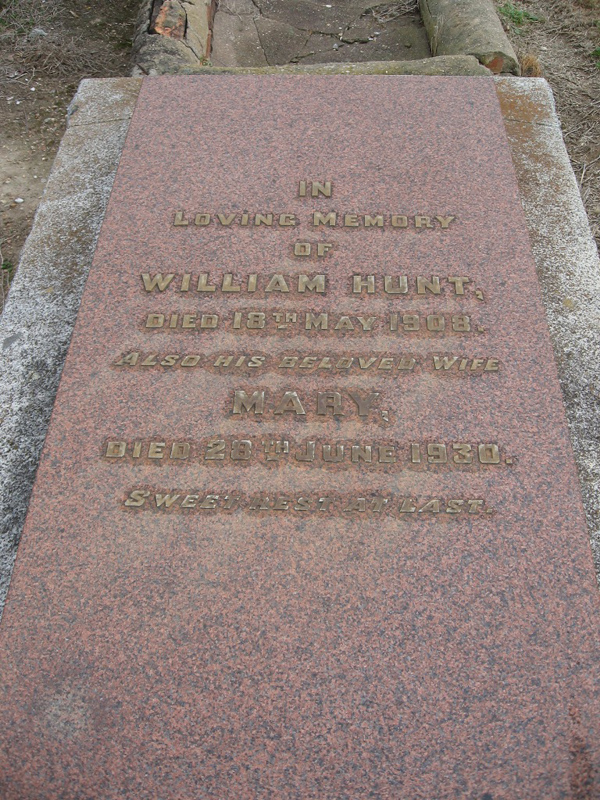 IN
LOVING MEMORY
OF
WILLIAM HUNT,
DIED 18TH MAY 1908.
ALSO HIS BELOVED WIFE
MARY,
DIED 28TH JUNE 1930.
SWEET REST AT LAST.